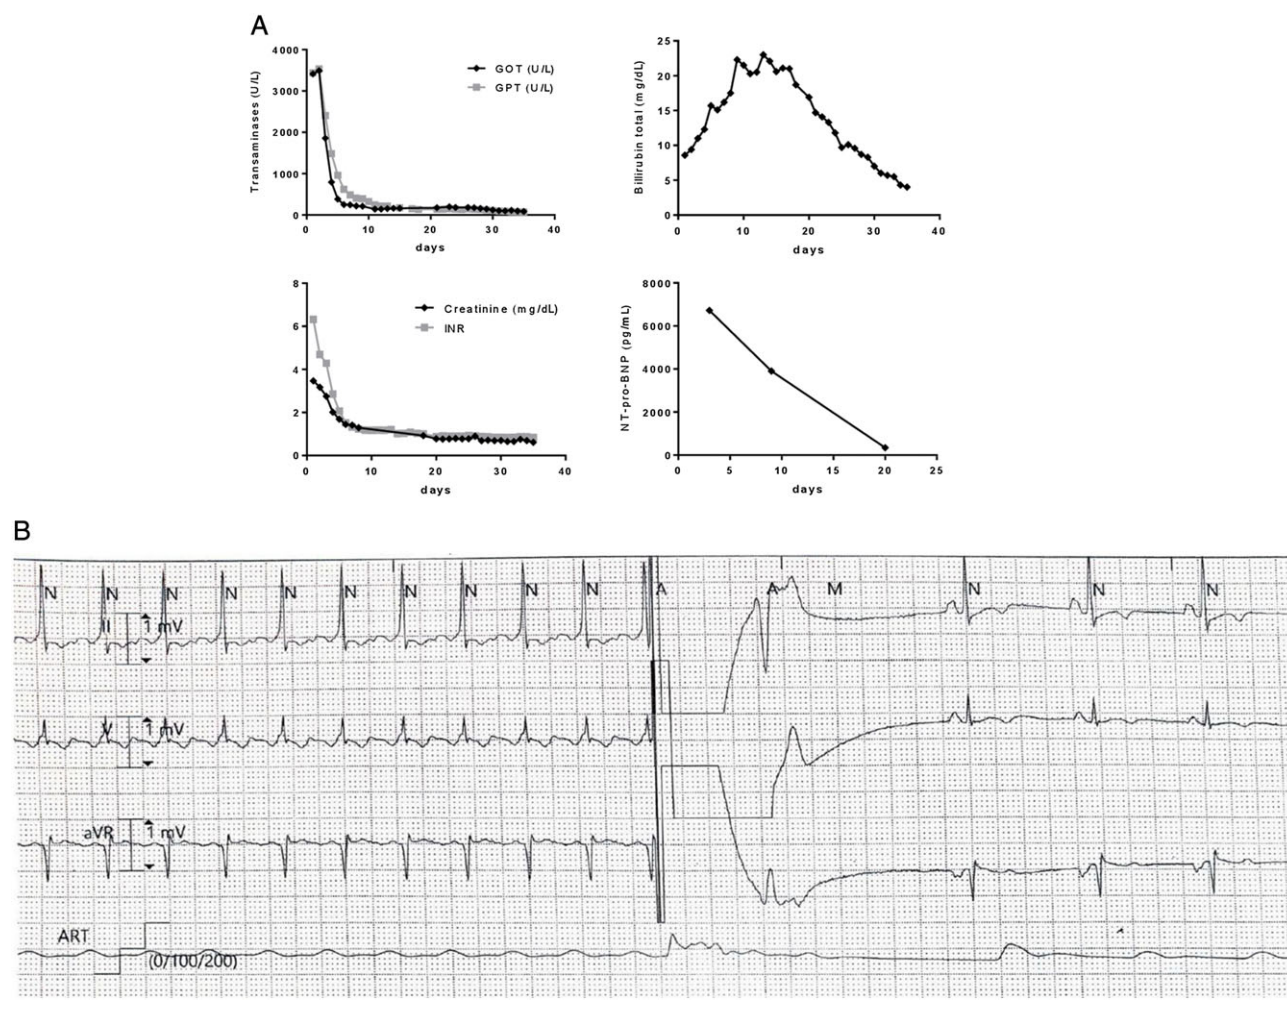 A
4000
3000
2000
1000
0
Transaminases (U/L)
GOT (U/L)
GPT (U/L)
0 10 20 30 40
days
25
20
15
10
5
0
Billirubin total (mg/dL)
0 10 20 30 40
days
8
6
4
2
0
Creatinine (mg/dL)
INR
0 10 20 30 40
days
8000
6000
4000
2000
0
NT-pro-BNP (pg/mL)
0 5 10 15 20 25
days
B
N N N N N N N N N N A A M N N N
II 1 mV
V 1 mV
aVR 1 mV
ART
(0/100/200)